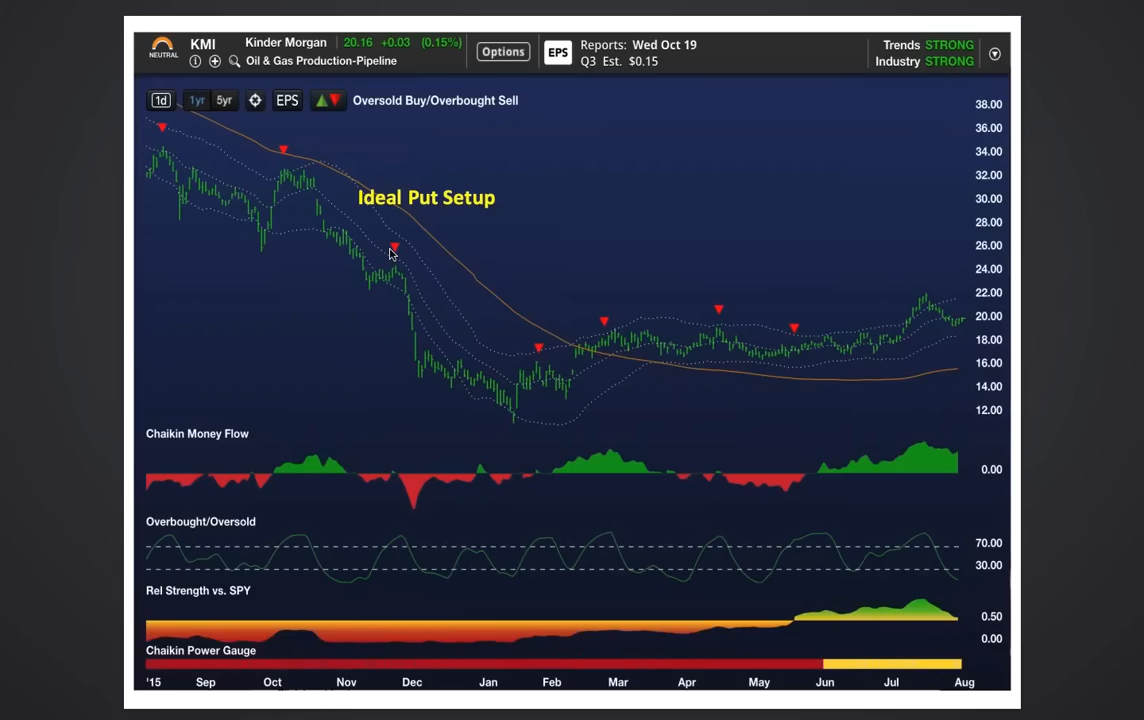 KMI Kinder Morgan 20.16 +0.03 (0.15%) Options EPS Reports: Wed Oct 19 Trends STRONG
NEUTRAL Oil & Gas Production-Pipeline Q3 Est. $0.15 Industry STRONG
1d 1yr 5yr EPS Oversold Buy/Overbought Sell
38.00
36.00
34.00
32.00
Ideal Put Setup
30.00
28.00
26.00
24.00
22.00
20.00
18.00
16.00
14.00
12.00
Chaikin Money Flow
0.00
Overbought/Oversold
70.00
30.00
Rel Strength vs. SPY
0.50
0.00
Chaikin Power Gauge
'15 Sep Oct Nov Dec Jan Feb Mar Apr May Jun Jul Aug